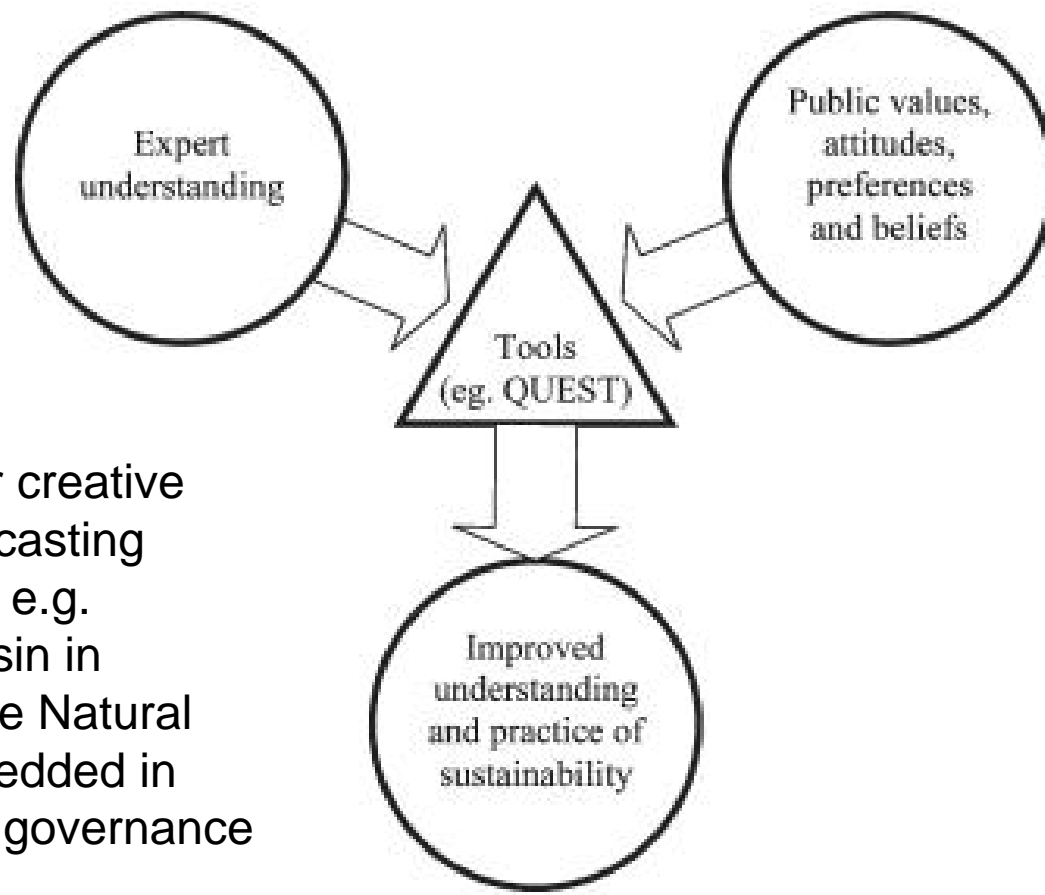 Expert
understanding
Public values,
attitudes,
preferences
and beliefs
Tools
(eg. QUEST)
creative
casting
e.g.
sin in
e Natural
edded in
governance
Improved
understanding
and practice of
sustainability